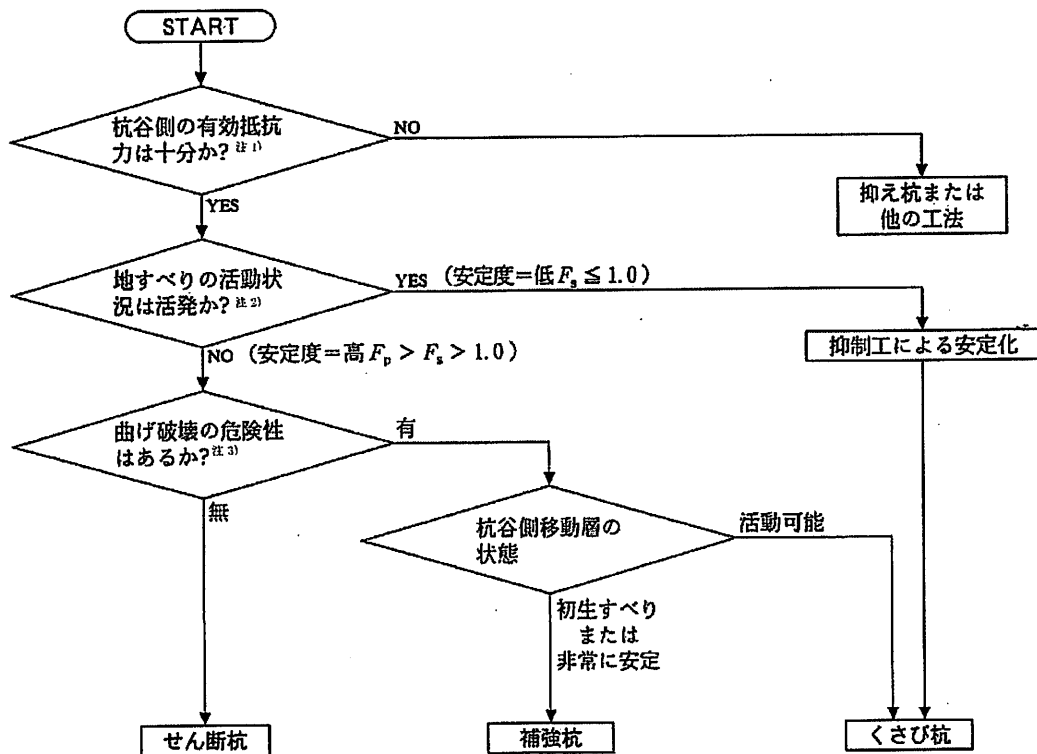 START
杭谷側の有効抵抗
力は十分か?注1)
NO
YES
抑え杭または
他の工法
地すべりの活動状
況は活発か?注2)
YES (安定度=低 Fs ≦ 1.0)
NO (安定度=高 Fp > Fs > 1.0)
抑制工による安定化
曲げ破壊の危険性
はあるか?注3)
有
無
杭谷側移動層の
状態
活動可能
初生すべり
または
非常に安定
せん断杭
補強杭
くさび杭